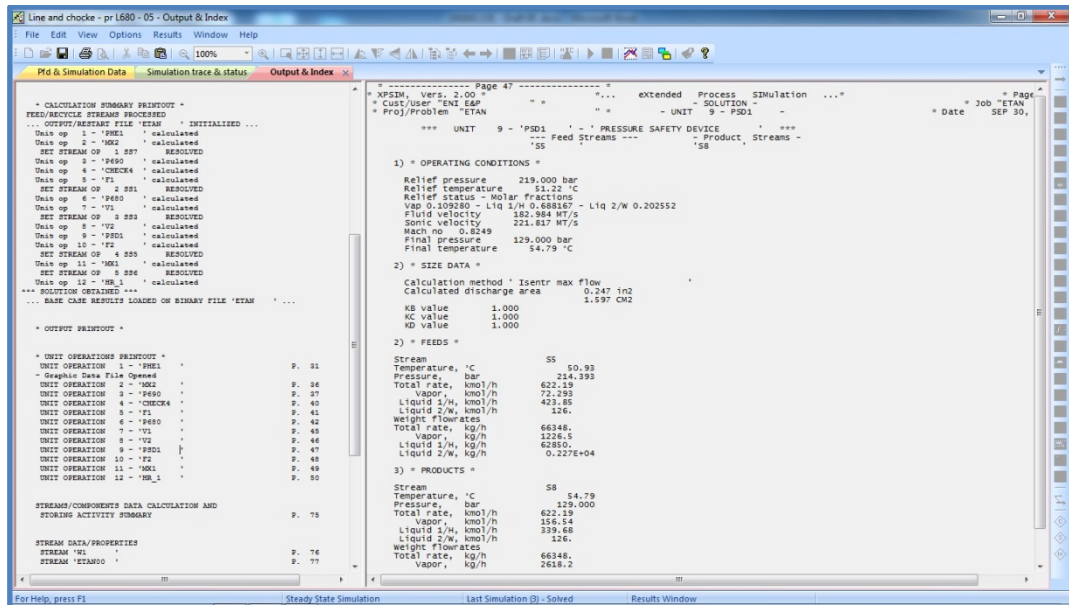 Line and chocke - pr L680 - 05 - Output & Index
File Edit View Options Results Window Help
100%
Pfd & Simulation Data Simulation trace & status Output & Index
* CALCULATION SUMMARY PRINTOUT *
FEED/RECYCLE STREAMS PROCESSED
... OUTPUT/RESTART FILE 'ETAN ' INITIALIZED ...
Unis op 1 - 'PHE1 ' calculated
Unis op 2 - 'MX2 ' calculated
SET STREAM OP 1 SS7 RESOLVED
Unis op 3 - 'P690 ' calculated
Unis op 4 - 'CHECK4 ' calculated
Unis op 5 - 'F1 ' calculated
SET STREAM OP 2 SS1 RESOLVED
Unis op 6 - 'P680 ' calculated
Unis op 7 - 'V1 ' calculated
SET STREAM OP 3 SS3 RESOLVED
Unis op 8 - 'V2 ' calculated
Unis op 9 - 'PSD1 ' calculated
Unis op 10 - 'F2 ' calculated
SET STREAM OP 4 SS5 RESOLVED
Unis op 11 - 'MX1 ' calculated
SET STREAM OP 5 SS6 RESOLVED
Unis op 12 - 'HR_1 ' calculated
*** SOLUTION OBTAINED ***
... BASE CASE RESULTS LOADED ON BINARY FILE 'ETAN ' ...
* OUTPUT PRINTOUT *
* UNIT OPERATIONS PRINTOUT *
UNIT OPERATION 1 - 'PHE1 ' P. 31
- Graphic Data File Opened
UNIT OPERATION 2 - 'MX2 ' P. 36
UNIT OPERATION 3 - 'P690 ' P. 37
UNIT OPERATION 4 - 'CHECK4 ' P. 40
UNIT OPERATION 5 - 'F1 ' P. 41
UNIT OPERATION 6 - 'P680 ' P. 42
UNIT OPERATION 7 - 'V1 ' P. 45
UNIT OPERATION 8 - 'V2 ' P. 46
UNIT OPERATION 9 - 'PSD1 ' P. 47
UNIT OPERATION 10 - 'F2 ' P. 48
UNIT OPERATION 11 - 'MX1 ' P. 49
UNIT OPERATION 12 - 'HR_1 ' P. 50
STREAMS/COMPONENTS DATA CALCULATION AND
STORING ACTIVITY SUMMARY P. 75
STREAM DATA/PROPERTIES
STREAM 'W1 ' P. 76
STREAM 'ETAN00 ' P. 77
* --------------- Page 47 --------------- *
* XPSIM, Vers. 2.00 * "... eXtended Process SIMulation ...* * Page
* Cust/User "ENI E&P " * - SOLUTION - * Job "ETAN
* Proj/Problem "ETAN " * - UNIT 9 - PSD1 - * Date SEP 30,
*** UNIT 9 - 'PSD1 ' - ' PRESSURE SAFETY DEVICE ' ***
--- Feed Streams --- - Product Streams -
'S5 ' 'S8 '
1) * OPERATING CONDITIONS *
Relief pressure 219.000 bar
Relief temperature 51.22 'C
Relief status - Molar fractions
Vap 0.109280 - Liq 1/H 0.688167 - Liq 2/W 0.202552
Fluid velocity 182.984 MT/s
Sonic velocity 221.817 MT/s
Mach no 0.8249
Final pressure 129.000 bar
Final temperature 54.79 'C
2) * SIZE DATA *
Calculation method ' Isentr max flow '
Calculated discharge area 0.247 in2
1.597 CM2
KB value 1.000
KC value 1.000
KD value 1.000
2) * FEEDS *
Stream S5
Temperature, 'C 50.93
Pressure, bar 214.393
Total rate, kmol/h 622.19
Vapor, kmol/h 72.293
Liquid 1/H, kmol/h 423.85
Liquid 2/W, kmol/h 126.
Weight flowrates
Total rate, kg/h 66348.
Vapor, kg/h 1226.5
Liquid 1/H, kg/h 62850.
Liquid 2/W, kg/h 0.227E+04
3) * PRODUCTS *
Stream S8
Temperature, 'C 54.79
Pressure, bar 129.000
Total rate, kmol/h 622.19
Vapor, kmol/h 156.54
Liquid 1/H, kmol/h 339.68
Liquid 2/W, kmol/h 126.
Weight flowrates
Total rate, kg/h 66348.
Vapor, kg/h 2618.2
For Help, press F1 Steady State Simulation Last Simulation (3) - Solved Results Window